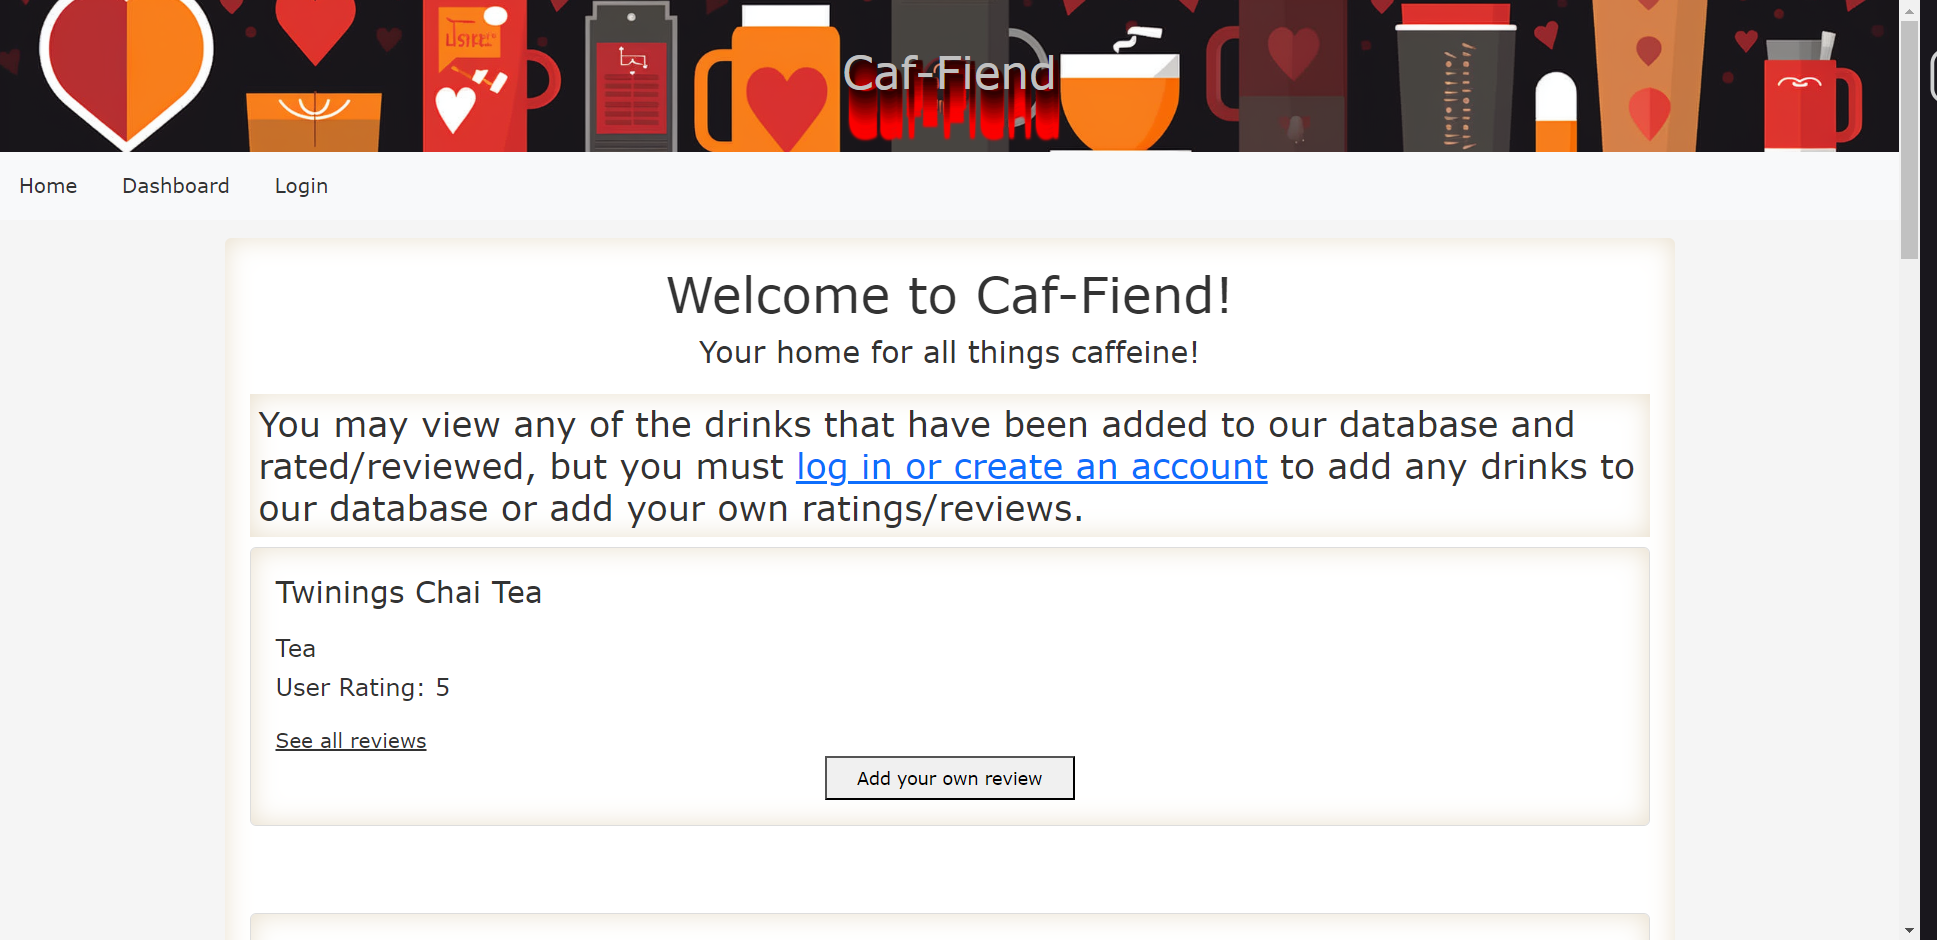 Caf-Fiend
Home Dashboard Login
Welcome to Caf-Fiend!
Your home for all things caffeine!
You may view any of the drinks that have been added to our database and
rated/reviewed, but you must log in or create an account to add any drinks to
our database or add your own ratings/reviews.
Twinings Chai Tea
Tea
User Rating: 5
See all reviews
Add your own review